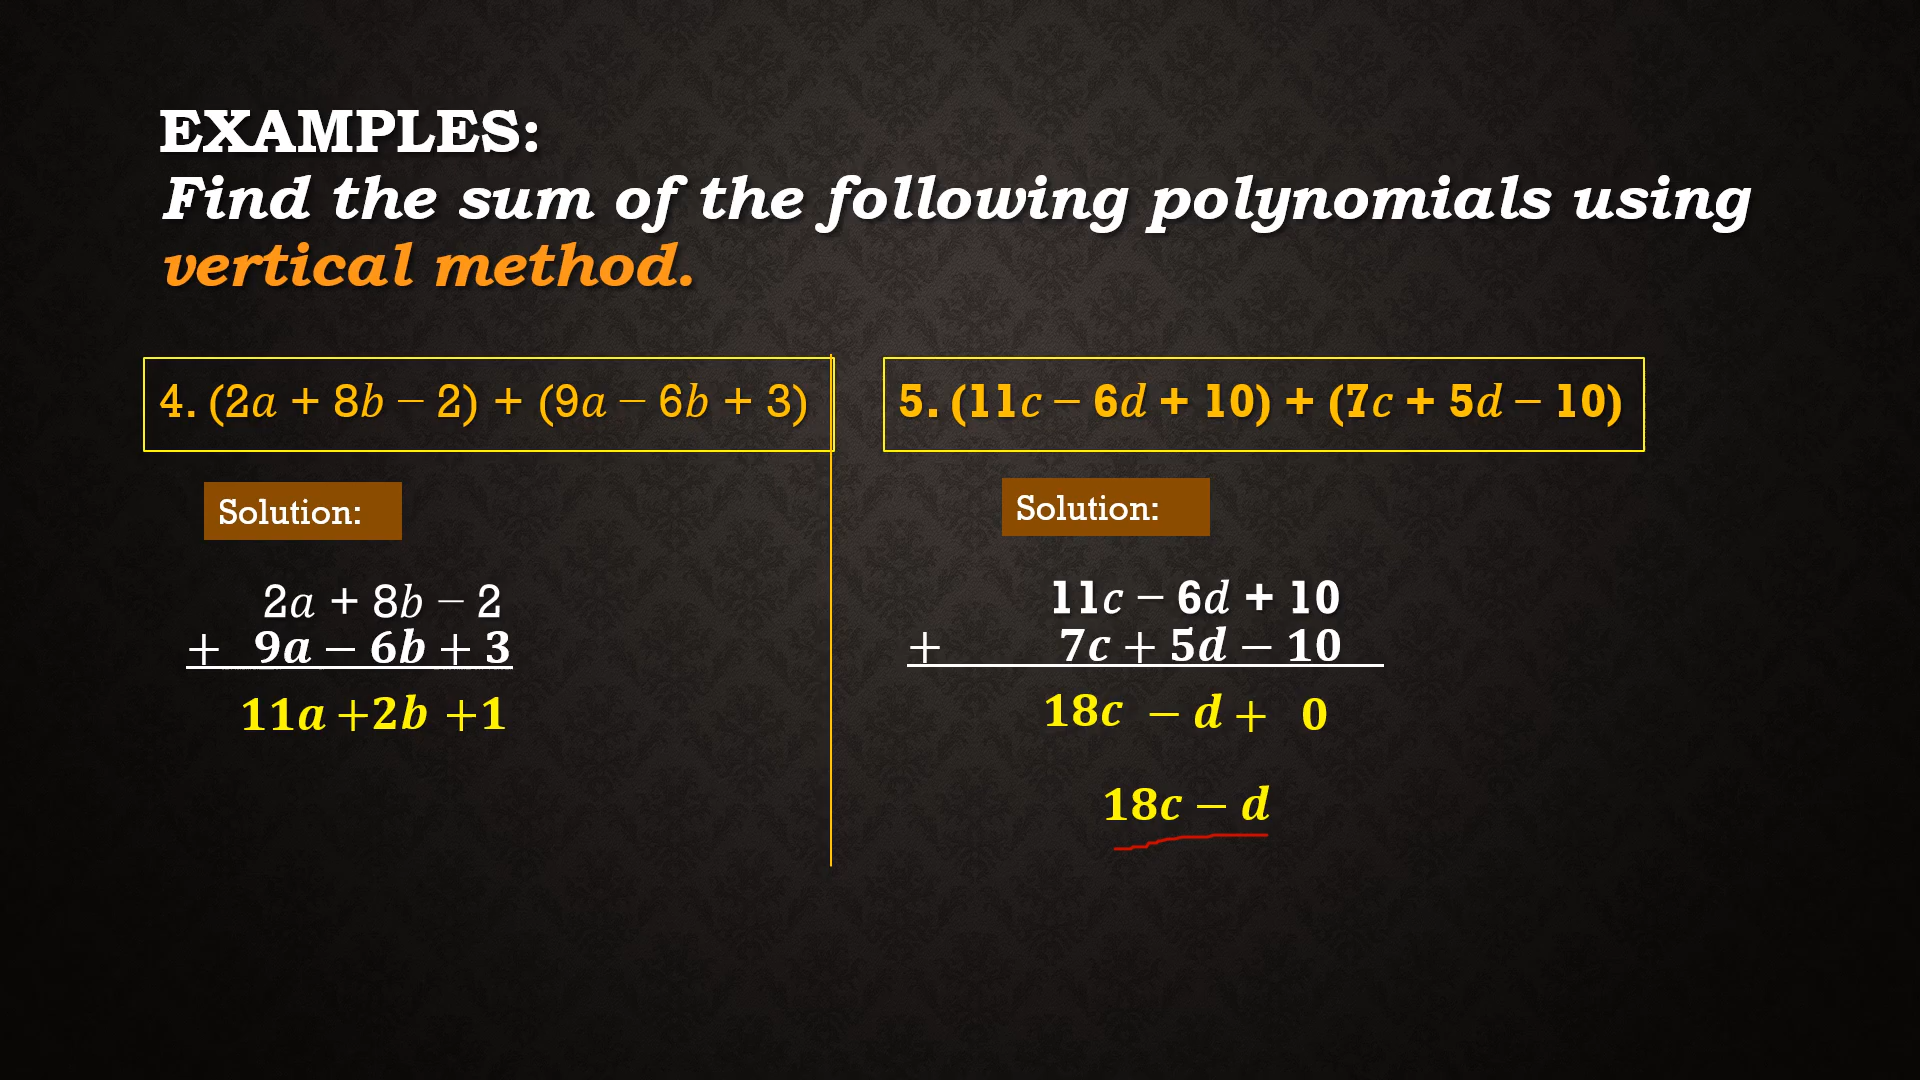 EXAMPLES:
Find the sum of the following polynomials using
vertical method.
4. (2a + 8b – 2) + (9a – 6b + 3)
Solution:
2a + 8b – 2
+ 9a − 6b + 3
11a +2b +1
5. (11c – 6d + 10) + (7c + 5d – 10)
Solution:
11c – 6d + 10
+ 7c + 5d − 10
18c − d + 0
18c − d